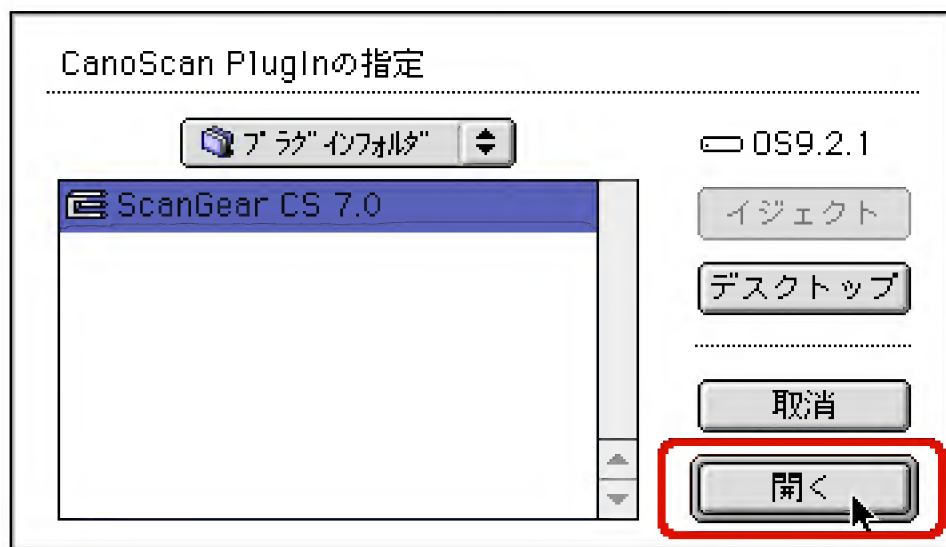 CanoScan PlugInの指定
プラグインフォルダ
OS9.2.1
ScanGear CS 7.0
イジェクト
デスクトップ
取消
開く